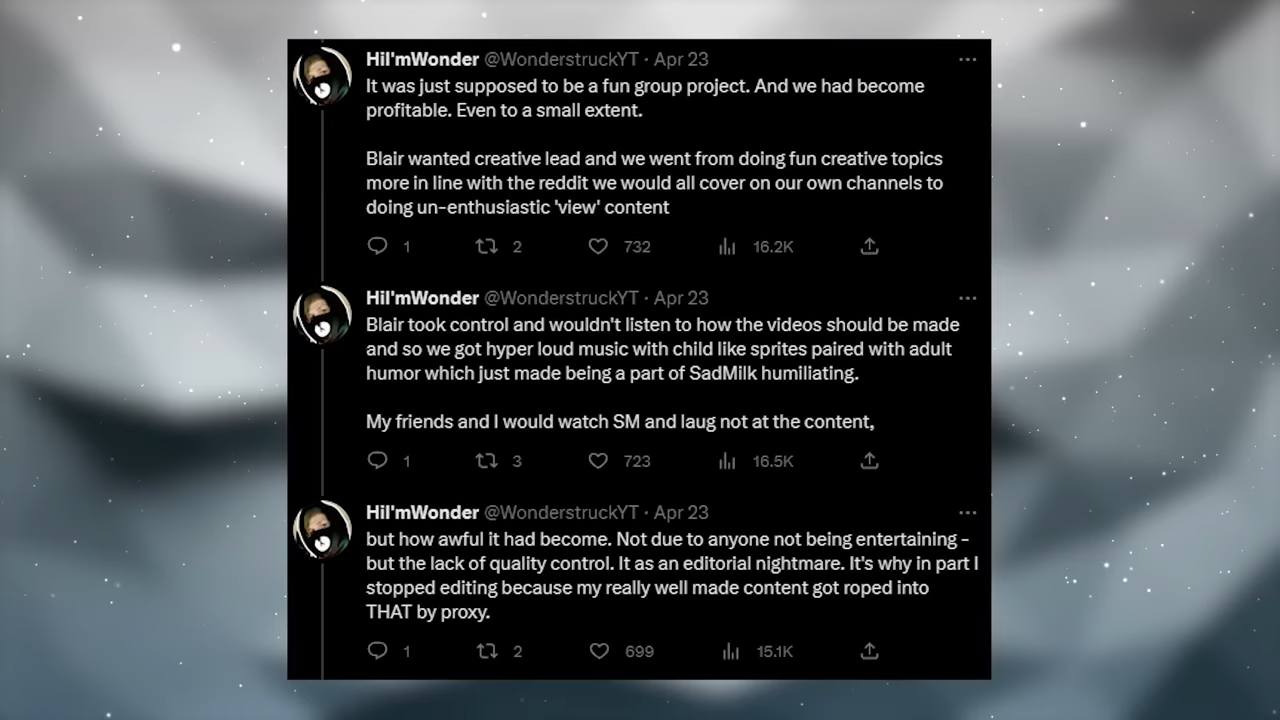 HiI'mWonder @WonderstruckYT · Apr 23
It was just supposed to be a fun group project. And we had become
profitable. Even to a small extent.
Blair wanted creative lead and we went from doing fun creative topics
more in line with the reddit we would all cover on our own channels to
doing un-enthusiastic 'view' content
1 2 732 16.2K
HiI'mWonder @WonderstruckYT · Apr 23
Blair took control and wouldn't listen to how the videos should be made
and so we got hyper loud music with child like sprites paired with adult
humor which just made being a part of SadMilk humiliating.
My friends and I would watch SM and laug not at the content,
1 3 723 16.5K
HiI'mWonder @WonderstruckYT · Apr 23
but how awful it had become. Not due to anyone not being entertaining -
but the lack of quality control. It as an editorial nightmare. It's why in part I
stopped editing because my really well made content got roped into
THAT by proxy.
1 2 699 15.1K